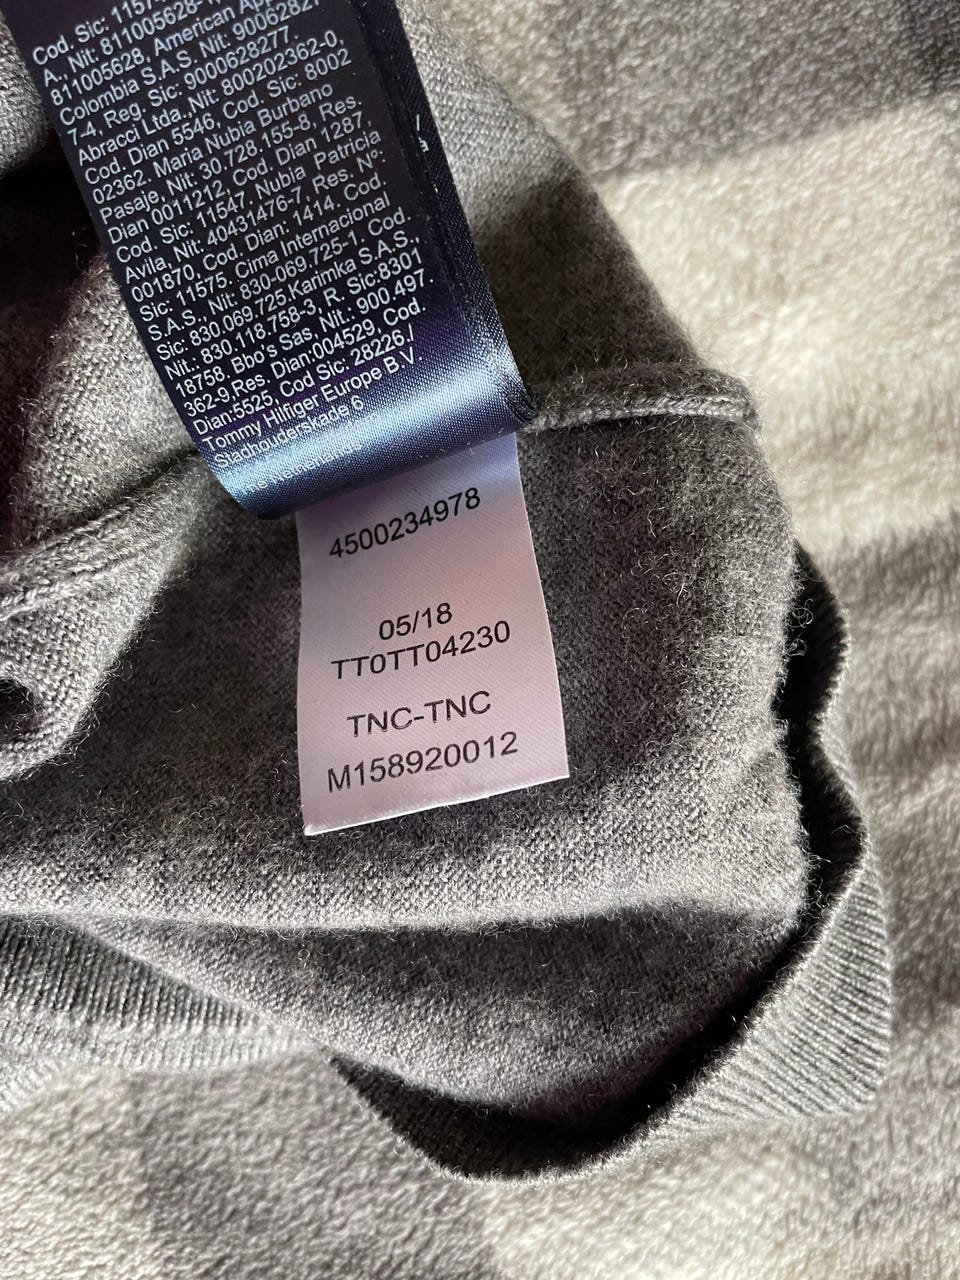 Cod. Sic: 1157
A., Nit: 811005628-
811005628, American App
Colombia S.A.S. Nit: 90062827
7-4, Reg. Sic: 9000628277,
Abracci Ltda.,Nit: 800202362-0,
Cod. Dian 5546, Cod. Sic: 8002
02362, Maria Nubia Burbano
Pasaje, Nit: 30.728.155-8, Res.
Dian 0011212, Cod. Dian 1287,
Cod. Sic: 11547, Nubia Patricia
Avila, Nit: 40431476-7, Res. Nº:
001870, Cod. Dian: 1414, Cod.
Sic: 11575, Cima Internacional
S.A.S., Nit: 830-069.725-1, Cod.
Sic: 830.069.725,Karimka S.A.S.,
Nit.: 830.118.758-3, R. Sic:8301
18758, Bbo's Sas, Nit.: 900.497.
362-9,Res. Dian:004529, Cod.
Dian:5525, Cod Sic: 28226./
Tommy Hilfiger Europe B.V.
Stadhouderskade 6
Netherlands
4500234978
05/18
TT0TT04230
TNC-TNC
M158920012